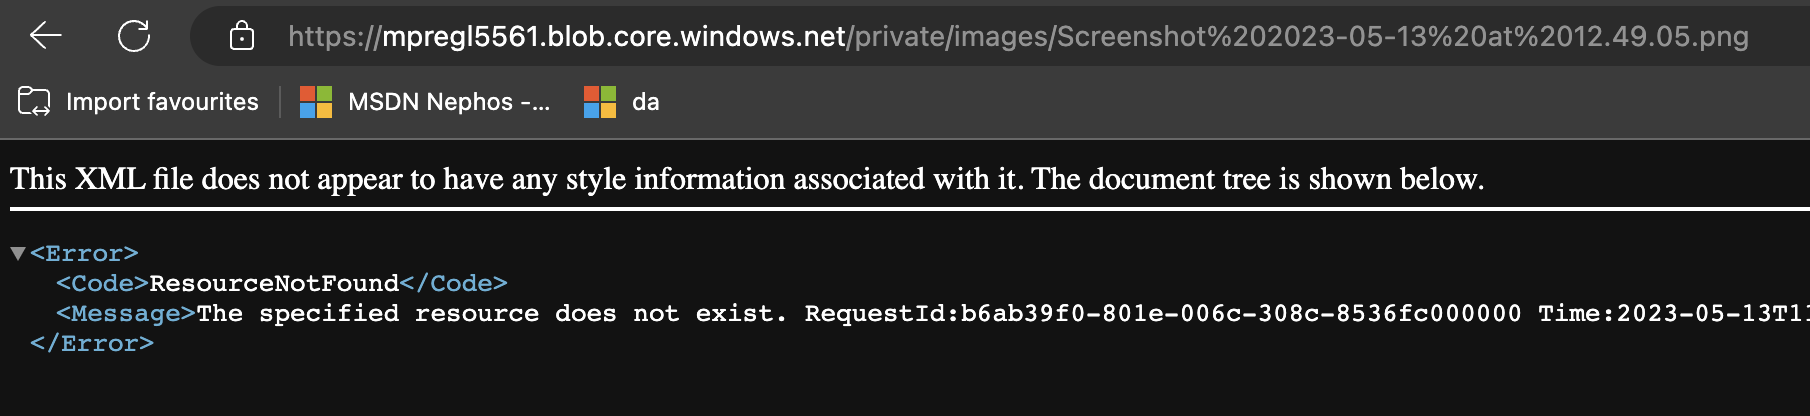 https://mpregl5561.blob.core.windows.net/private/images/Screenshot%202023-05-13%20at%2012.49.05.png
Import favourites MSDN Nephos -... da
This XML file does not appear to have any style information associated with it. The document tree is shown below.
▼<Error>
<Code>ResourceNotFound</Code>
<Message>The specified resource does not exist. RequestId:b6ab39f0-801e-006c-308c-8536fc000000 Time:2023-05-13T11
</Error>